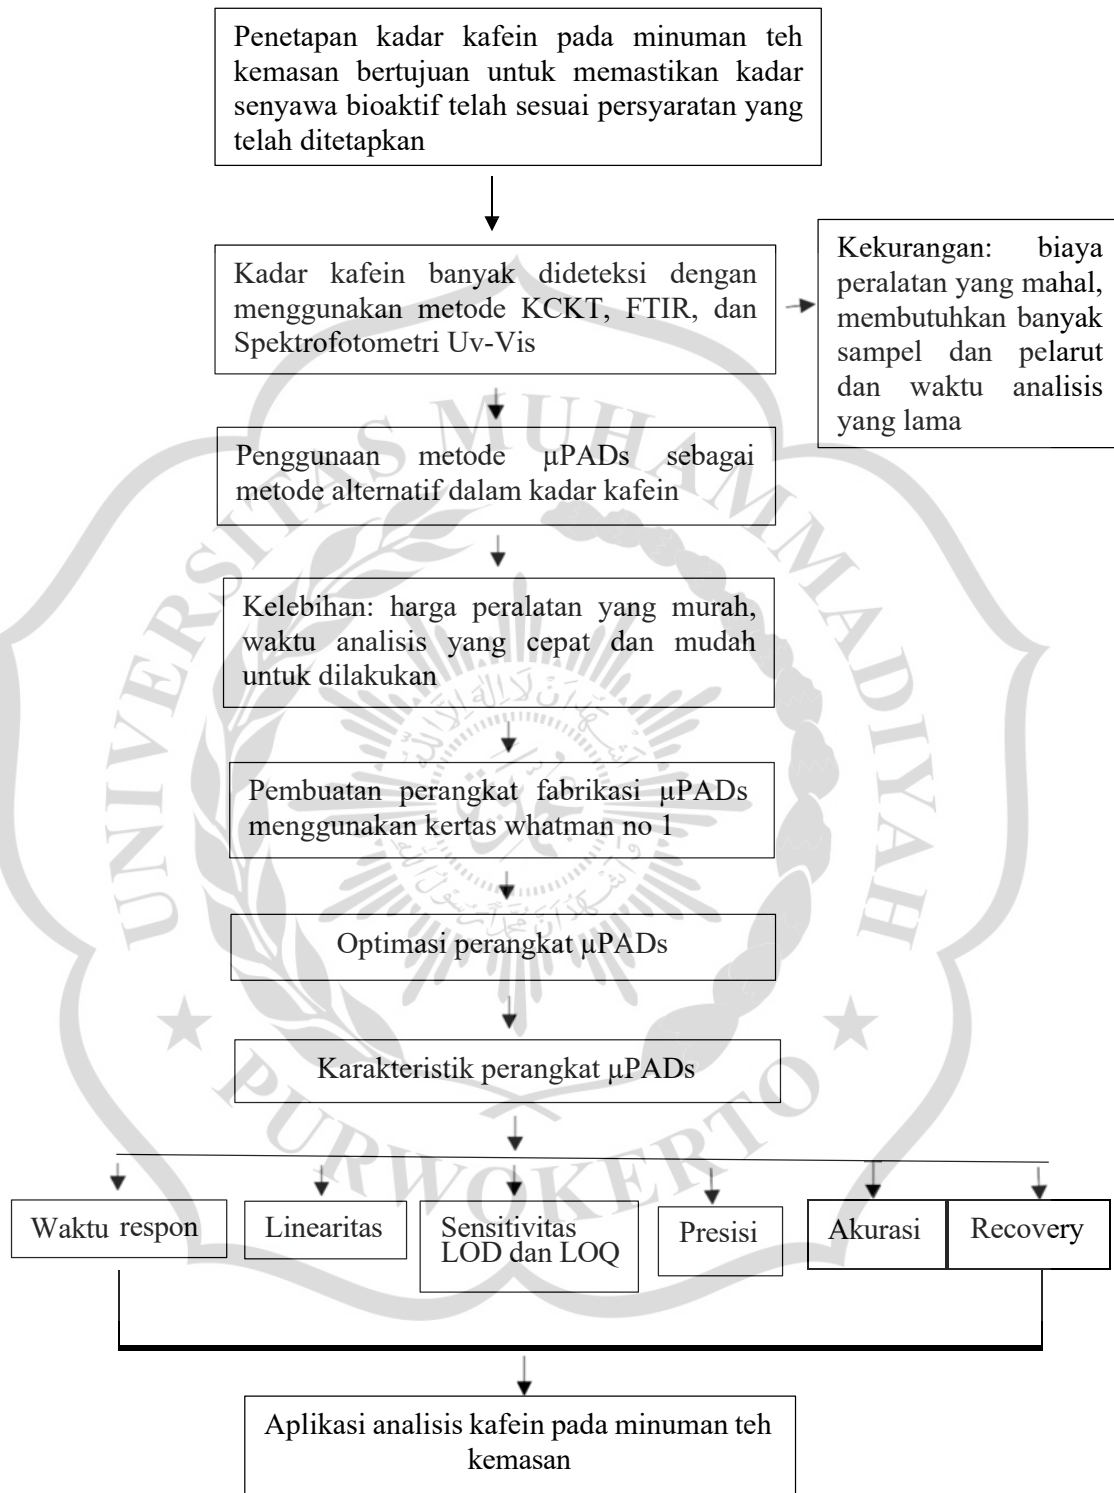 Penetapan kadar kafein pada minuman teh
kemasan bertujuan untuk memastikan kadar
senyawa bioaktif telah sesuai persyaratan yang
telah ditetapkan
Kadar kafein banyak dideteksi dengan
menggunakan metode KCKT, FTIR, dan
Spektrofotometri Uv-Vis
Kekurangan: biaya
peralatan yang mahal,
membutuhkan banyak
sampel dan pelarut
dan waktu analisis
yang lama
Penggunaan metode µPADs sebagai
metode alternatif dalam kadar kafein
Kelebihan: harga peralatan yang murah,
waktu analisis yang cepat dan mudah
untuk dilakukan
Pembuatan perangkat fabrikasi µPADs
menggunakan kertas whatman no 1
Optimasi perangkat µPADs
Karakteristik perangkat µPADs
Waktu respon
Linearitas
Sensitivitas
LOD dan LOQ
Presisi
Akurasi
Recovery
Aplikasi analisis kafein pada minuman teh
kemasan
UNIVERSITAS MUHAMMADIYAH
PURWOKERTO